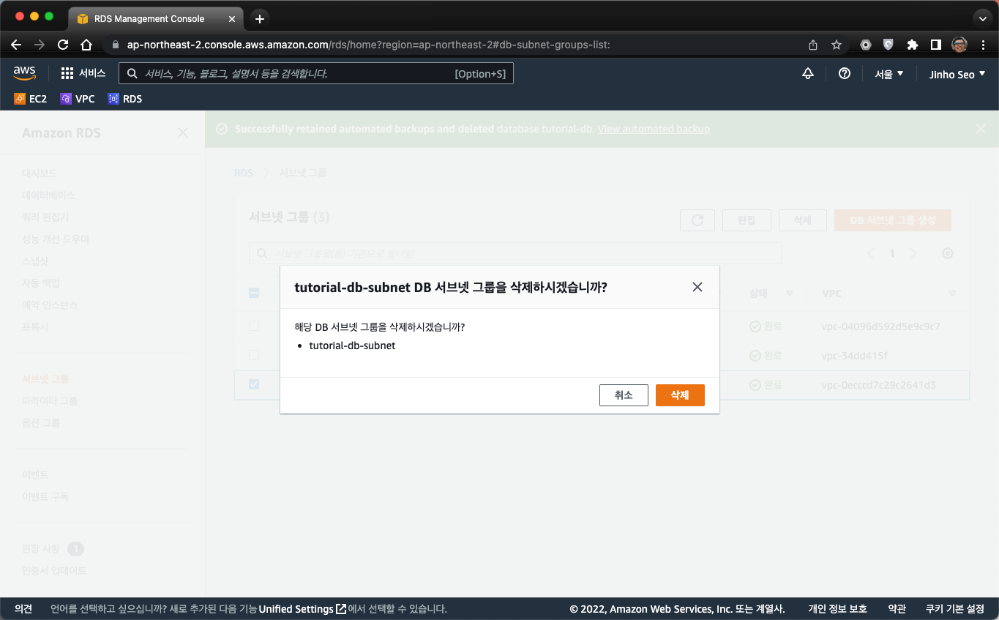 RDS Management Console
ap-northeast-2.console.aws.amazon.com/rds/home?region=ap-northeast-2#db-subnet-groups-list:
aws 서비스 서비스, 기능, 블로그, 설명서 등을 검색합니다. [Option+S] 서울 Jinho Seo
EC2 VPC RDS
Amazon RDS
Successfully retained automated backups and deleted database tutorial-db. View automated backup
대시보드
데이터베이스
쿼리 편집기
성능 개선 도우미
스냅샷
자동 백업
예약 인스턴스
프록시
서브넷 그룹
파라미터 그룹
옵션 그룹
이벤트
이벤트 구독
권장 사항 1
인증서 업데이트
RDS 서브넷 그룹
서브넷 그룹 (3) 편집 삭제 DB 서브넷 그룹 생성
서브넷 그룹을(를) 기준으로 필터링 1
상태 VPC
완료 vpc-04096d592d5e9c9c7
완료 vpc-34dd415f
완료 vpc-0ecccd7c29c2641d3
tutorial-db-subnet DB 서브넷 그룹을 삭제하시겠습니까?
해당 DB 서브넷 그룹을 삭제하시겠습니까?
• tutorial-db-subnet
취소 삭제
의견 언어를 선택하고 싶으십니까? 새로 추가된 다음 기능 Unified Settings 에서 선택할 수 있습니다. © 2022, Amazon Web Services, Inc. 또는 계열사. 개인 정보 보호 약관 쿠키 기본 설정